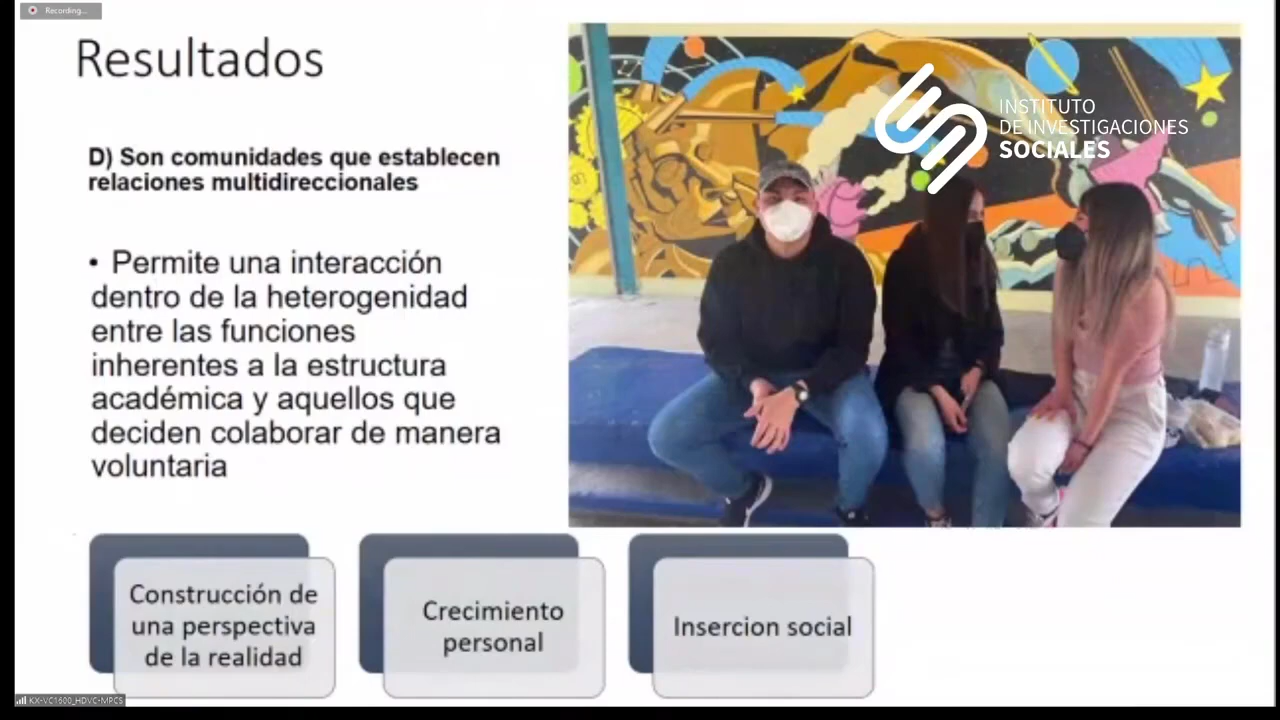 Recording...
Resultados
INSTITUTO
DE INVESTIGACIONES
SOCIALES
D) Son comunidades que establecen
relaciones multidireccionales
• Permite una interacción
dentro de la heterogenidad
entre las funciones
inherentes a la estructura
académica y aquellos que
deciden colaborar de manera
voluntaria
Construcción de
una perspectiva
de la realidad
Crecimiento
personal
Insercion social
KX-VC1600_HDVC-MPCS